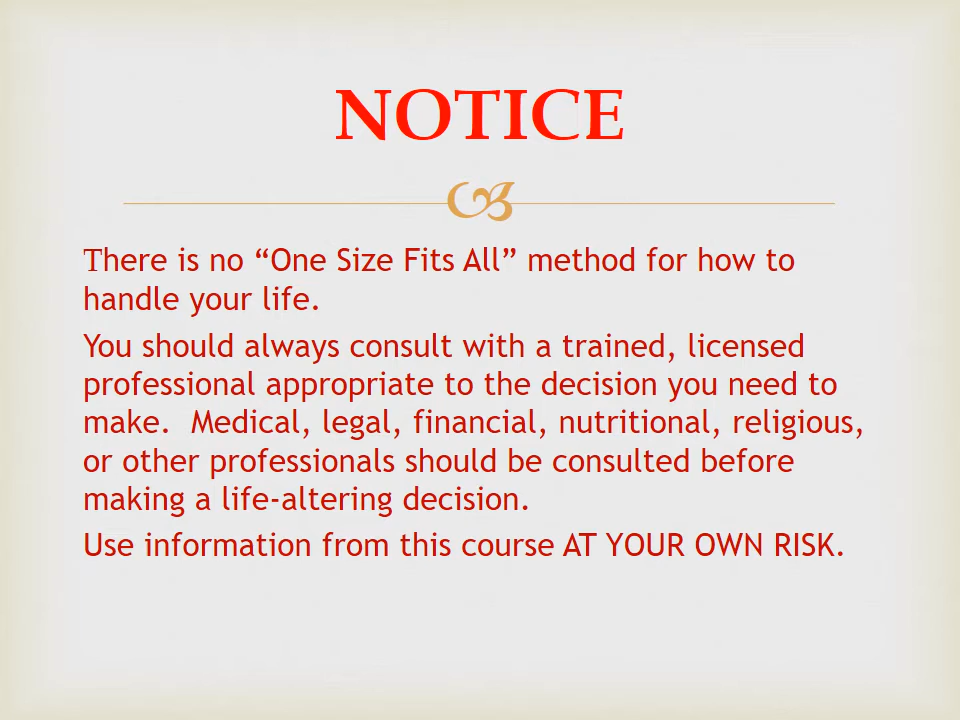 NOTICE
There is no “One Size Fits All” method for how to
handle your life.
You should always consult with a trained, licensed
professional appropriate to the decision you need to
make.  Medical, legal, financial, nutritional, religious,
or other professionals should be consulted before
making a life-altering decision.
Use information from this course AT YOUR OWN RISK.